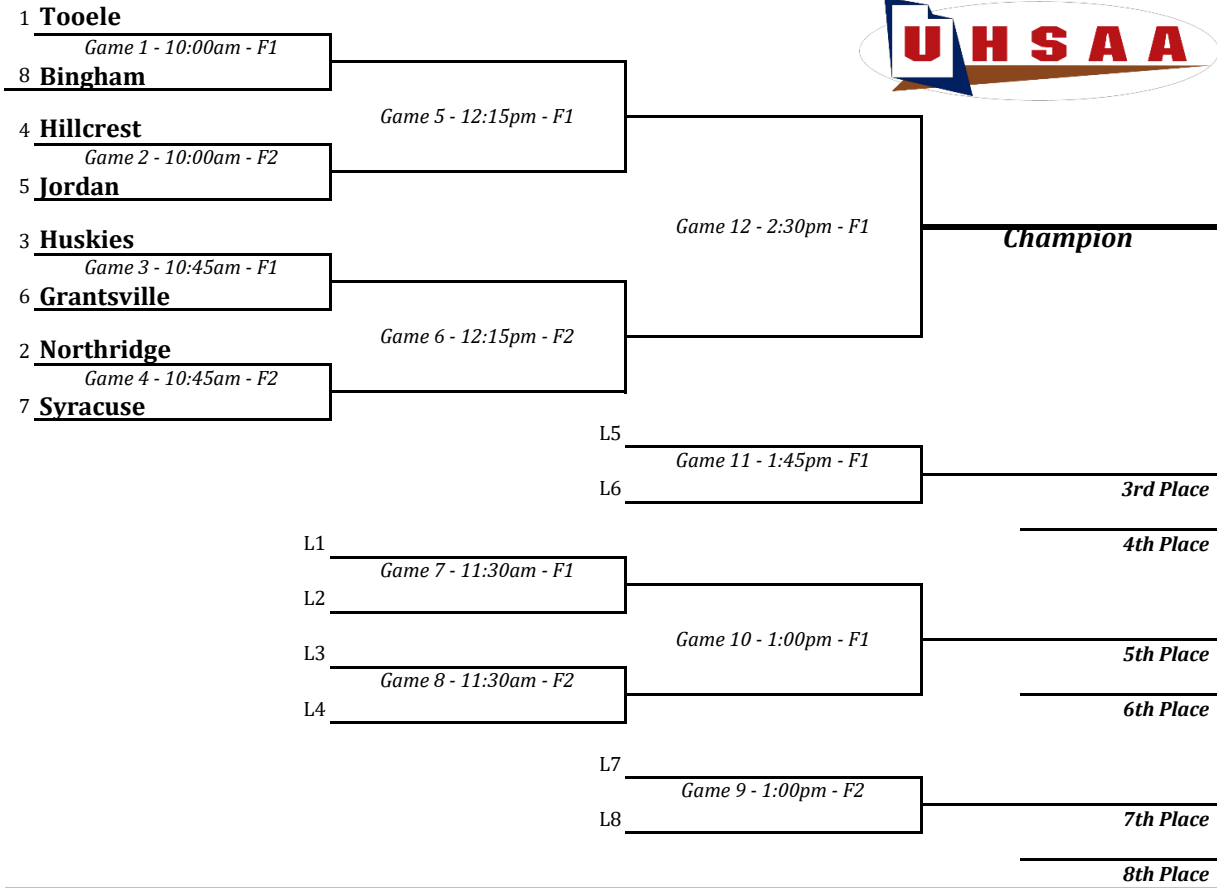 1 Tooele
UHSAA
Game 1 - 10:00am - F1
8 Bingham
Game 5 - 12:15pm - F1
4 Hillcrest
Game 2 - 10:00am - F2
5 Jordan
Game 12 - 2:30pm - F1
3 Huskies
Champion
Game 3 - 10:45am - F1
6 Grantsville
Game 6 - 12:15pm - F2
2 Northridge
Game 4 - 10:45am - F2
7 Syracuse
L5
Game 11 - 1:45pm - F1
L6
3rd Place
L1
4th Place
Game 7 - 11:30am - F1
L2
Game 10 - 1:00pm - F1
L3
5th Place
Game 8 - 11:30am - F2
L4
6th Place
L7
Game 9 - 1:00pm - F2
L8
7th Place
8th Place